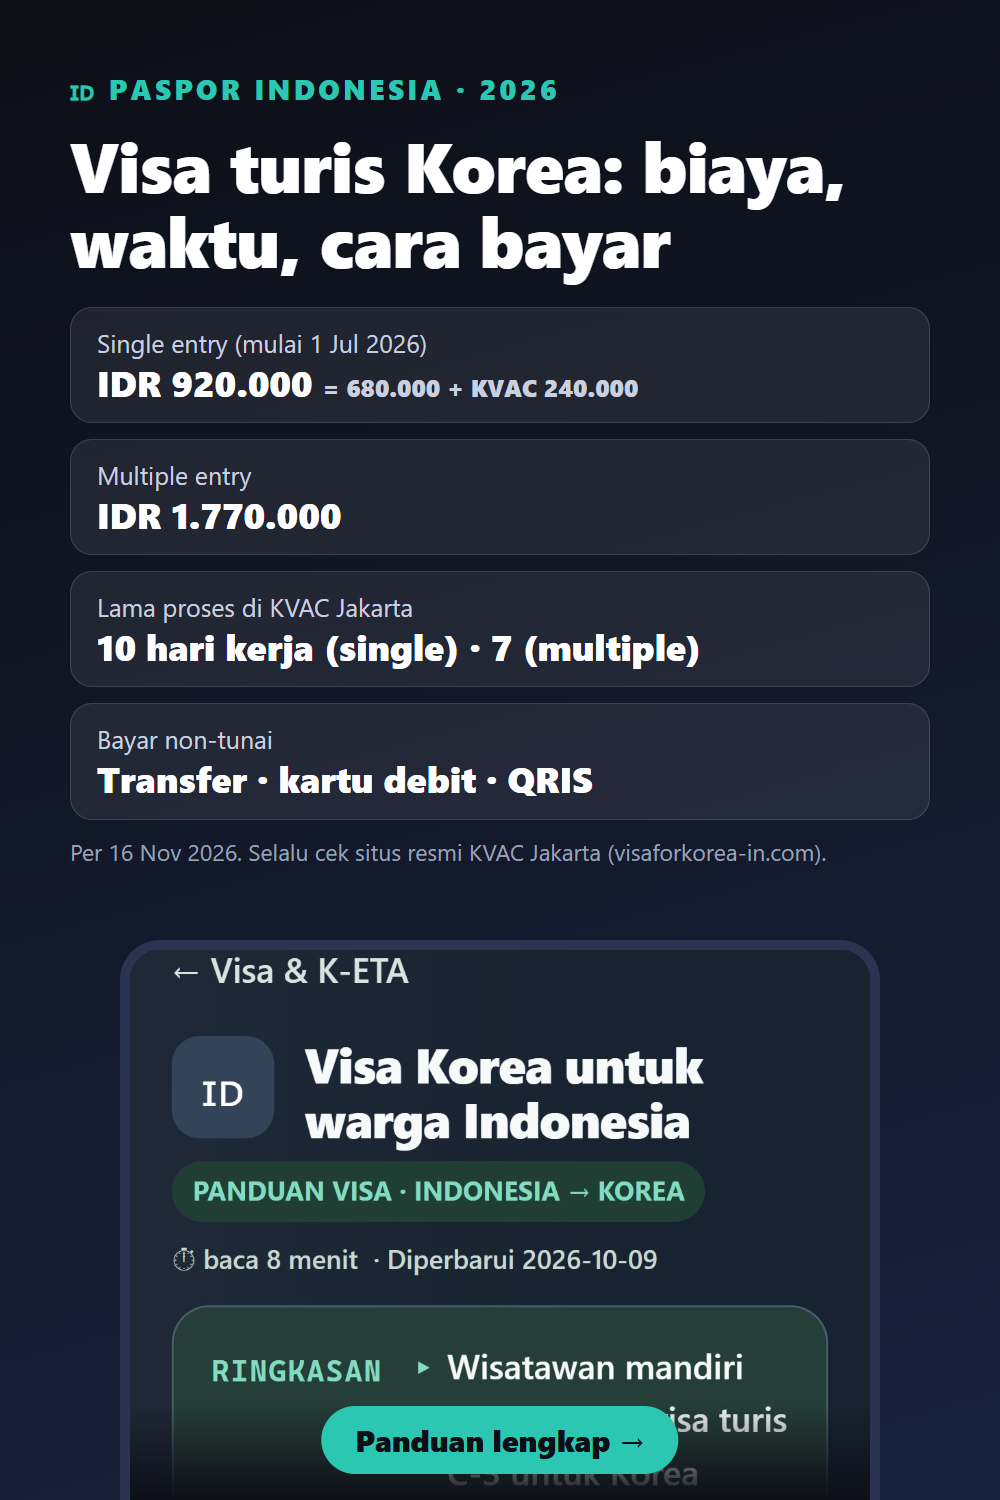 ID PASPOR INDONESIA · 2026
Visa turis Korea: biaya,
waktu, cara bayar
Single entry (mulai 1 Jul 2026)
IDR 920.000 = 680.000 + KVAC 240.000
Multiple entry
IDR 1.770.000
Lama proses di KVAC Jakarta
10 hari kerja (single) · 7 (multiple)
Bayar non-tunai
Transfer · kartu debit · QRIS
Per 16 Nov 2026. Selalu cek situs resmi KVAC Jakarta (visaforkorea-in.com).
← Visa & K-ETA
ID
Visa Korea untuk
warga Indonesia
PANDUAN VISA · INDONESIA → KOREA
⏱ baca 8 menit · Diperbarui 2026-10-09
RINGKASAN ▸ Wisatawan mandiri
turis
Panduan lengkap →
C-3 untuk Korea